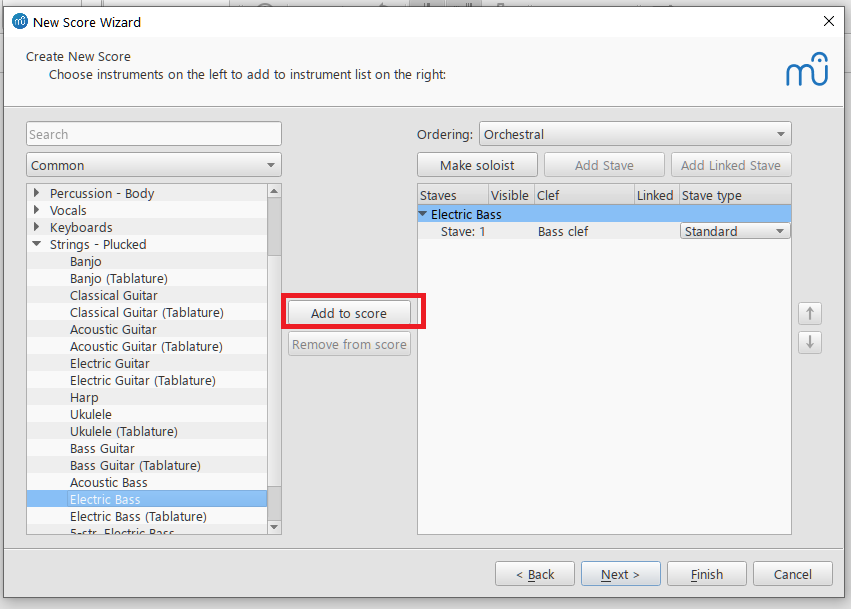 New Score Wizard
Create New Score
Choose instruments on the left to add to instrument list on the right:
Search
Common
Percussion - Body
Vocals
Keyboards
Strings - Plucked
Banjo
Banjo (Tablature)
Classical Guitar
Classical Guitar (Tablature)
Acoustic Guitar
Acoustic Guitar (Tablature)
Electric Guitar
Electric Guitar (Tablature)
Harp
Ukulele
Ukulele (Tablature)
Bass Guitar
Bass Guitar (Tablature)
Acoustic Bass
Electric Bass
Electric Bass (Tablature)
5-str. Electric Bass
Add to score
Remove from score
Ordering: Orchestral
Make soloist Add Stave Add Linked Stave
Staves Visible Clef Linked Stave type
Electric Bass
Stave: 1 Bass clef Standard
< Back Next > Finish Cancel